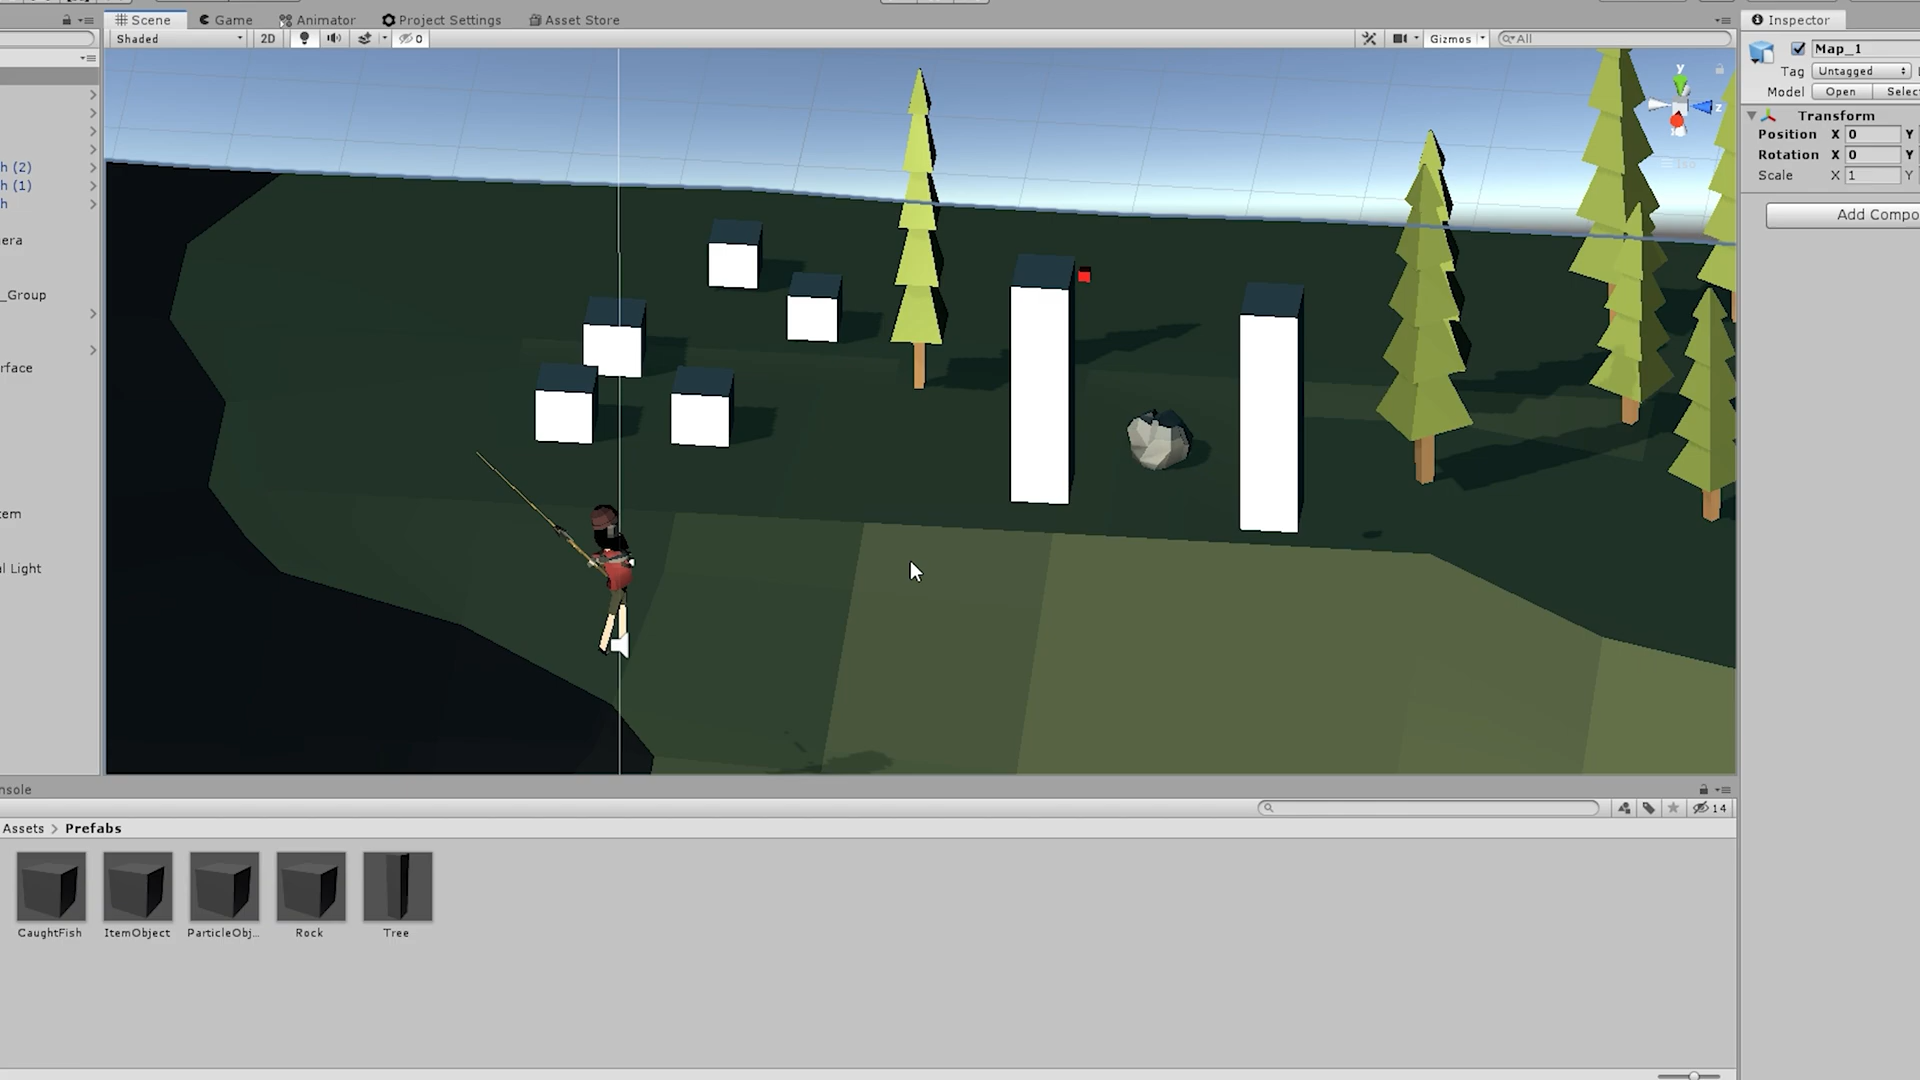 Scene Game Animator Project Settings Asset Store
Inspector
Shaded 2D 0 Gizmos All
Map_1
Tag Untagged
Model Open Selec
Transform
Position X 0 Y
Rotation X 0 Y
Scale X 1 Y
Add Compo
h (2)
h (1)
h
era
_Group
rface
tem
al Light
y
z
nsole
14
Assets > Prefabs
CaughtFish ItemObject ParticleObj... Rock Tree